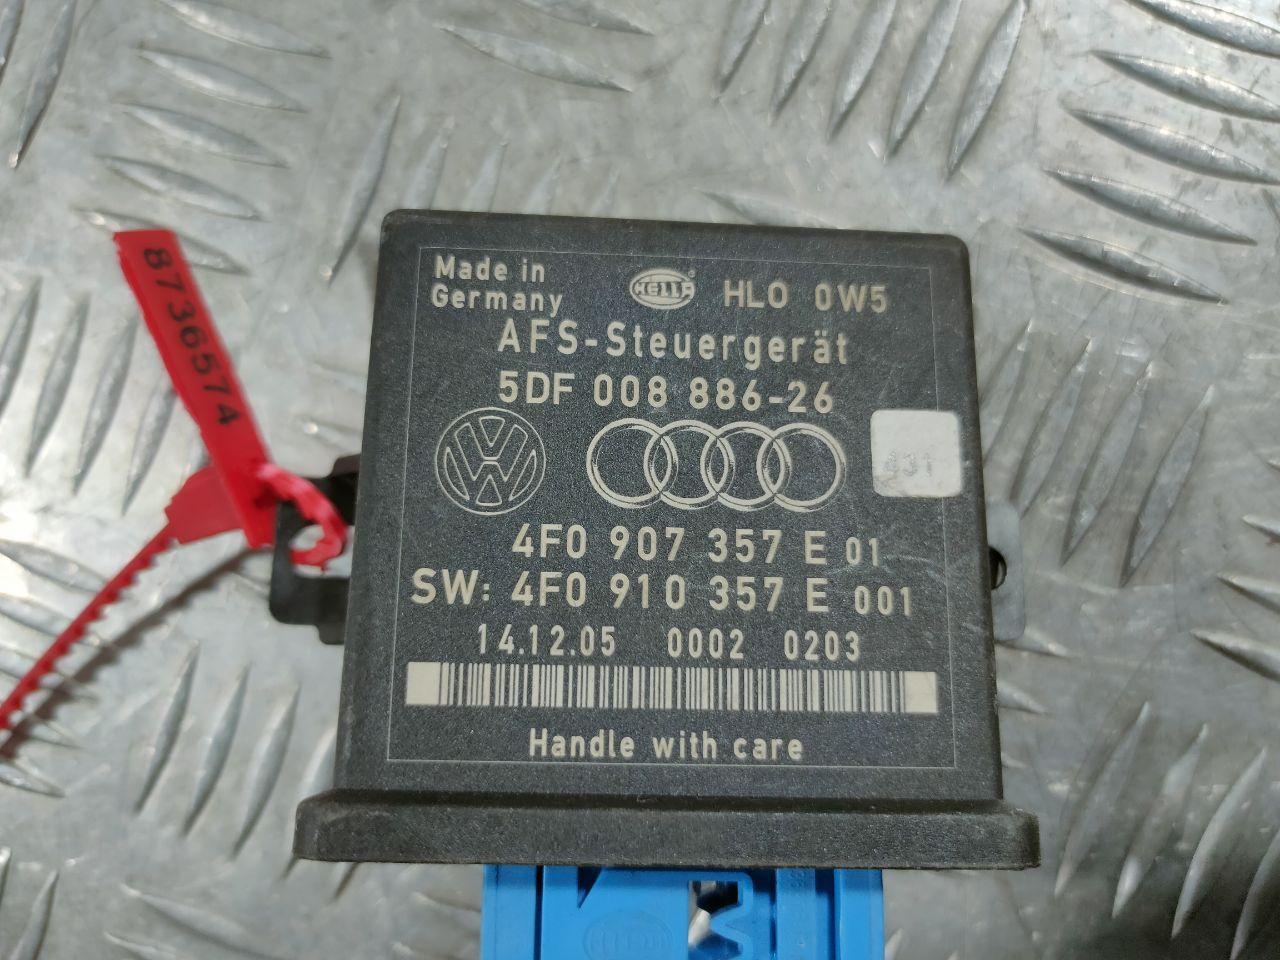 Made in
Germany
HELLA
HLO 0W5
AFS-Steuergerät
5DF 008 886-26
4F0 907 357 E 01
SW: 4F0 910 357 E 001
14.12.05 0002 0203
Handle with care
8736574